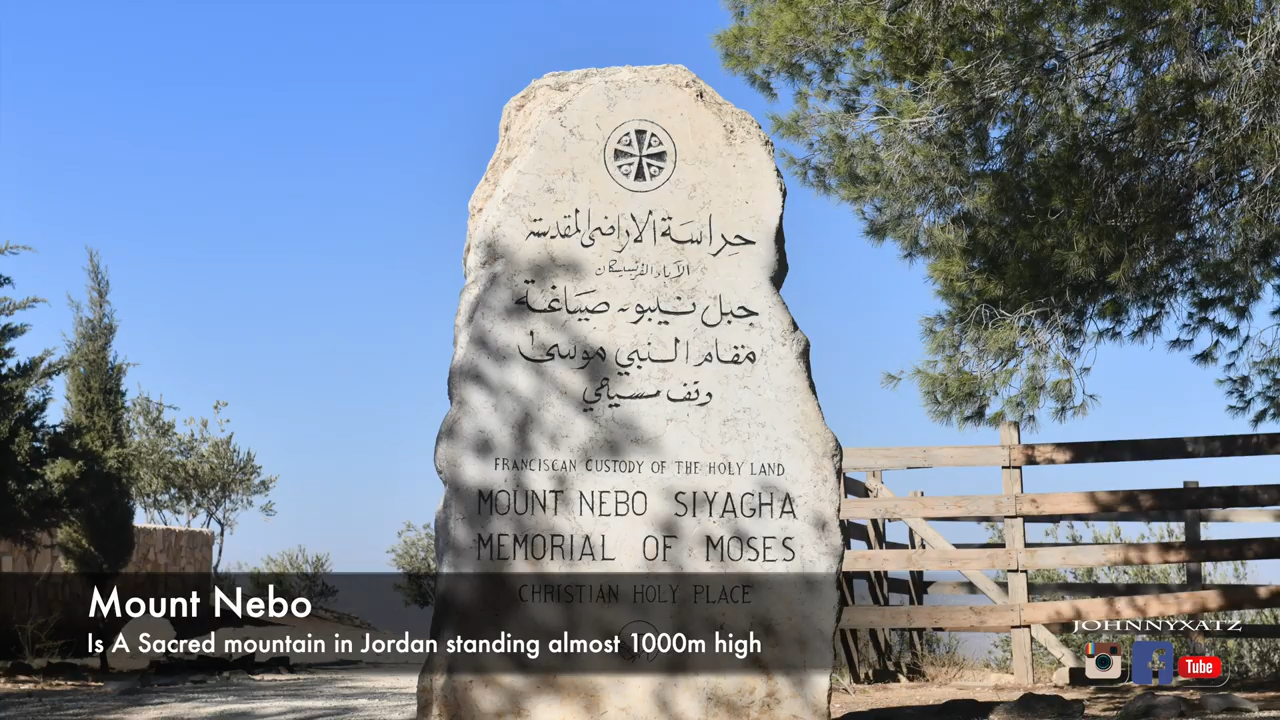 حراسة الاراضي المقدسة
الآباء الفرنسيسكان
جبل نيبو - صياغة
مقام النبي موسى
وقف مسيحي
FRANCISCAN CUSTODY OF THE HOLY LAND
MOUNT NEBO SIYAGHA
MEMORIAL OF MOSES
CHRISTIAN HOLY PLACE
Mount Nebo
Is A Sacred mountain in Jordan standing almost 1000m high
JOHNNYXATZ
Tube